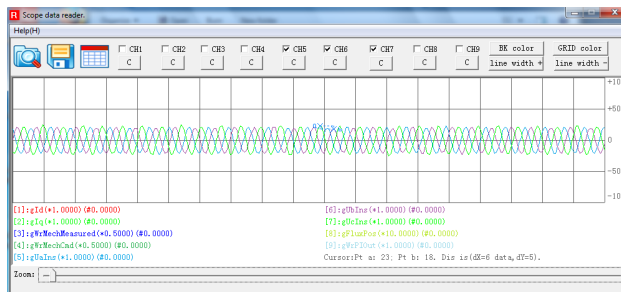 Scope data reader.
Help(H)
CH1 CH2 CH3 CH4 CH5 CH6 CH7 CH8 CH9 BK color GRID color
C C C C C C C C C line width + line width -
+10
+50
0
-50
-10
[1]:gId(*1.0000)(#0.0000) [6]:gUbIns(*1.0000)(#0.0000)
[2]:gIq(*1.0000)(#0.0000) [7]:gUcIns(*1.0000)(#0.0000)
[3]:gWrMechMeasured(*0.5000)(#0.0000) [8]:gFluxPos(*10.0000)(#0.0000)
[4]:gWrMechCmd(*0.5000)(#0.0000) [9]:gWrPIOut(*1.0000)(#0.0000)
[5]:gUaIns(*1.0000)(#0.0000) Cursor:Pt a: 23; Pt b: 18. Dis is(dX=6 data,dY=5).
Zoom: